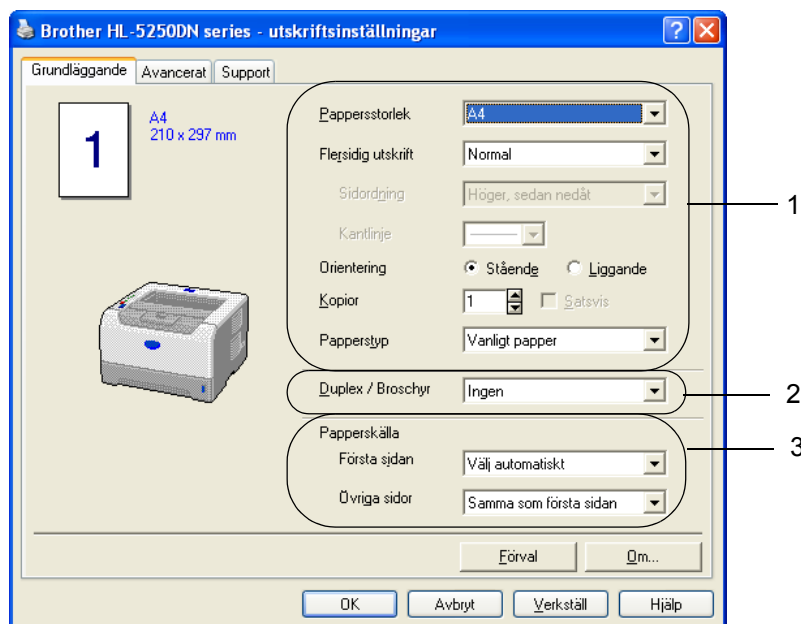 Brother HL-5250DN series - utskriftsinställningar
Grundläggande Avancerat Support
1
A4
210 x 297 mm
Pappersstorlek A4
Flersidig utskrift Normal
Sidordning Höger, sedan nedåt
Kantlinje
Orientering Stående Liggande
Kopior 1 Satsvis
Papperstyp Vanligt papper
1
Duplex / Broschyr Ingen
2
Papperskälla
3
Första sidan Välj automatiskt
Övriga sidor Samma som första sidan
Förval Om...
OK Avbryt Verkställ Hjälp